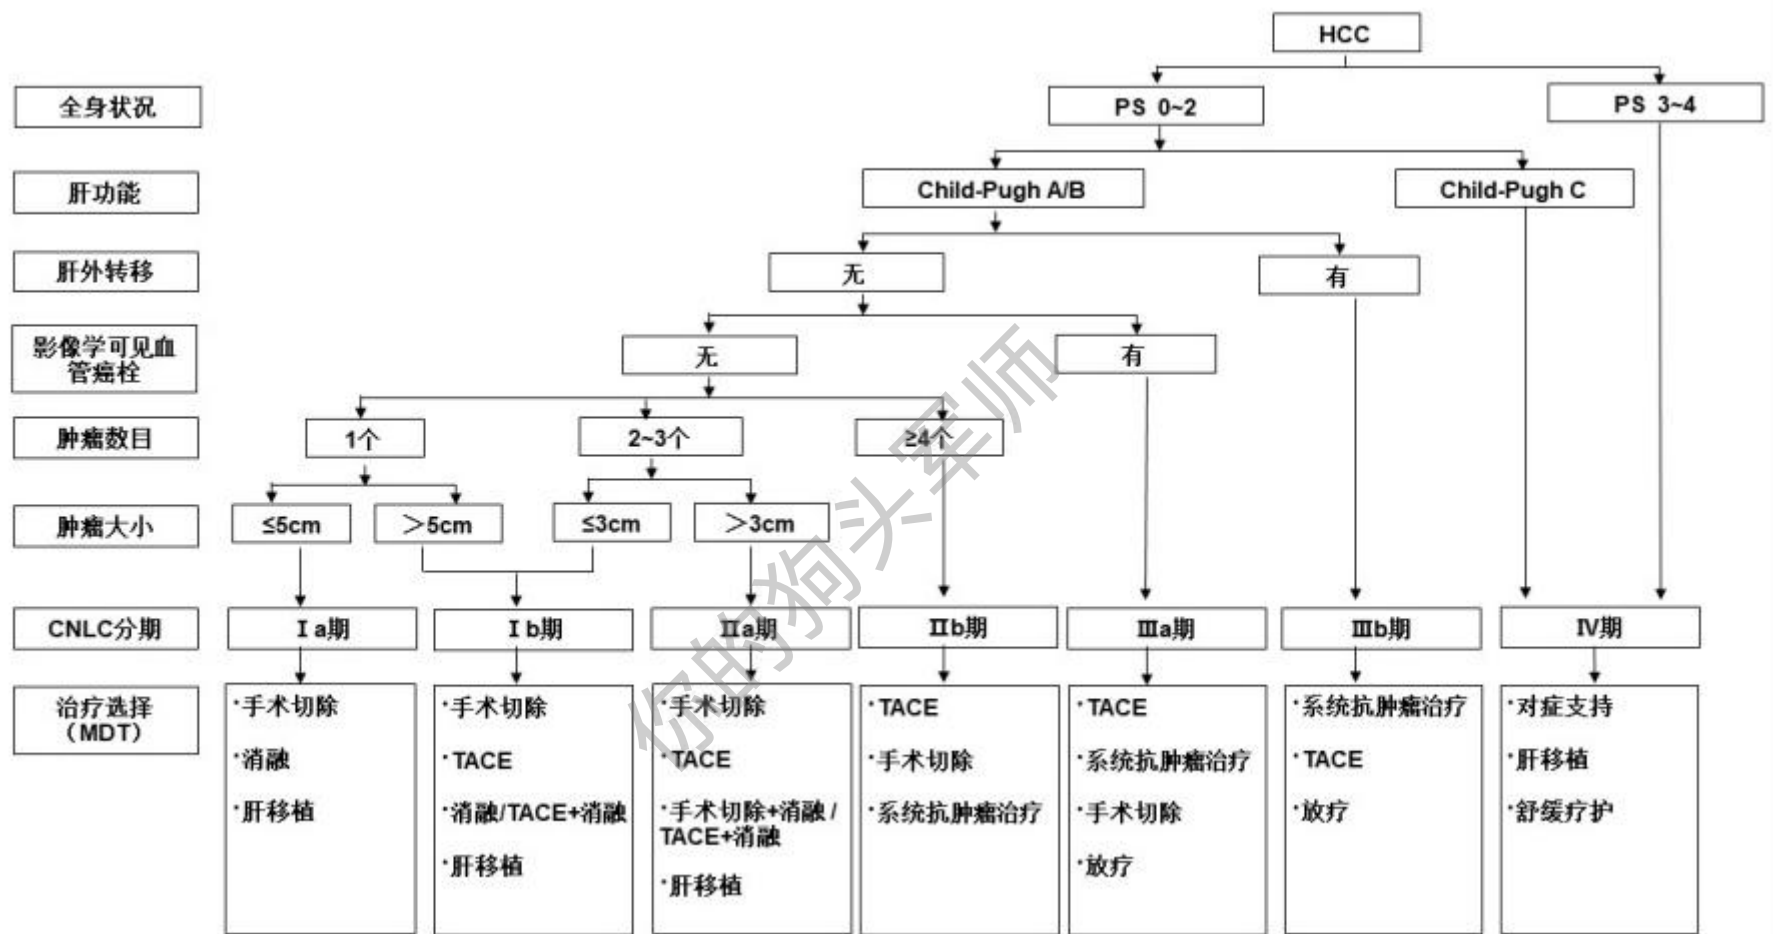 HCC
全身状况
PS 0~2
PS 3~4
肝功能
Child-Pugh A/B
Child-Pugh C
肝外转移
无
有
影像学可见血
管癌栓
无
有
肿瘤数目
1个
2~3个
≥4个
肿瘤大小
≤5cm
＞5cm
≤3cm
＞3cm
CNLC分期
Ⅰa期
Ⅰb期
Ⅱa期
Ⅱb期
Ⅲa期
Ⅲb期
Ⅳ期
治疗选择
（MDT）
·手术切除
·消融
·肝移植
·手术切除
·TACE
·消融/TACE+消融
·肝移植
·手术切除
·TACE
·手术切除+消融/
TACE+消融
·肝移植
·TACE
·手术切除
·系统抗肿瘤治疗
·TACE
·系统抗肿瘤治疗
·手术切除
·放疗
·系统抗肿瘤治疗
·TACE
·放疗
·对症支持
·肝移植
·舒缓疗护
你的狗头军师